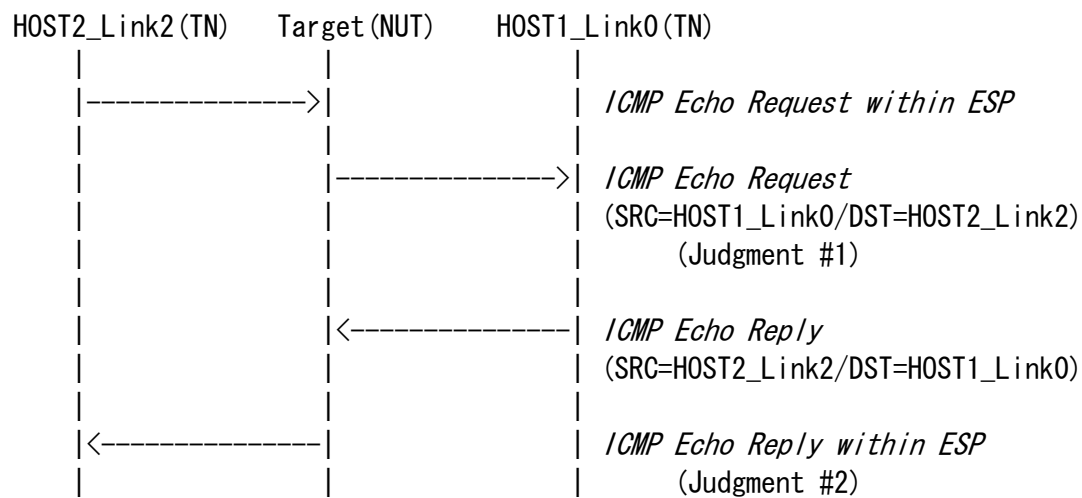 HOST2_Link2(TN) Target(NUT) HOST1_Link0(TN)
| | |
|--------------->| | ICMP Echo Request within ESP
| | |
| |--------------->| ICMP Echo Request
| | | (SRC=HOST1_Link0/DST=HOST2_Link2)
| | | (Judgment #1)
| | |
| |<---------------| ICMP Echo Reply
| | | (SRC=HOST2_Link2/DST=HOST1_Link0)
| | |
|<---------------| | ICMP Echo Reply within ESP
| | | (Judgment #2)